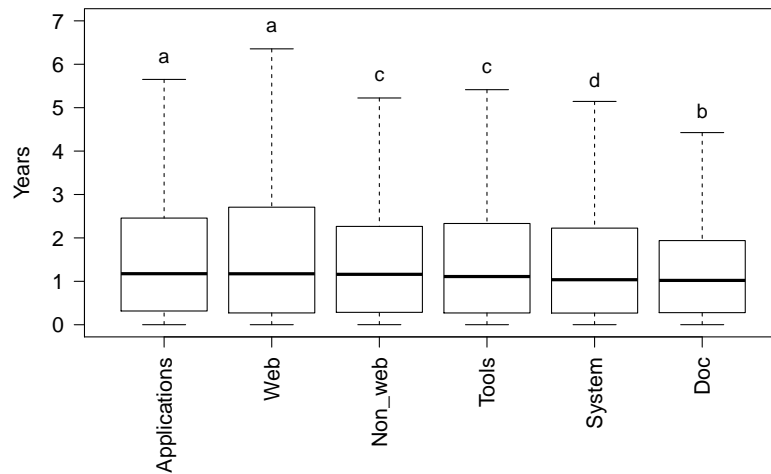 7
6
5
4
3
2
1
0
Years
a
a
c
c
d
b
Applications
Web
Non_web
Tools
System
Doc